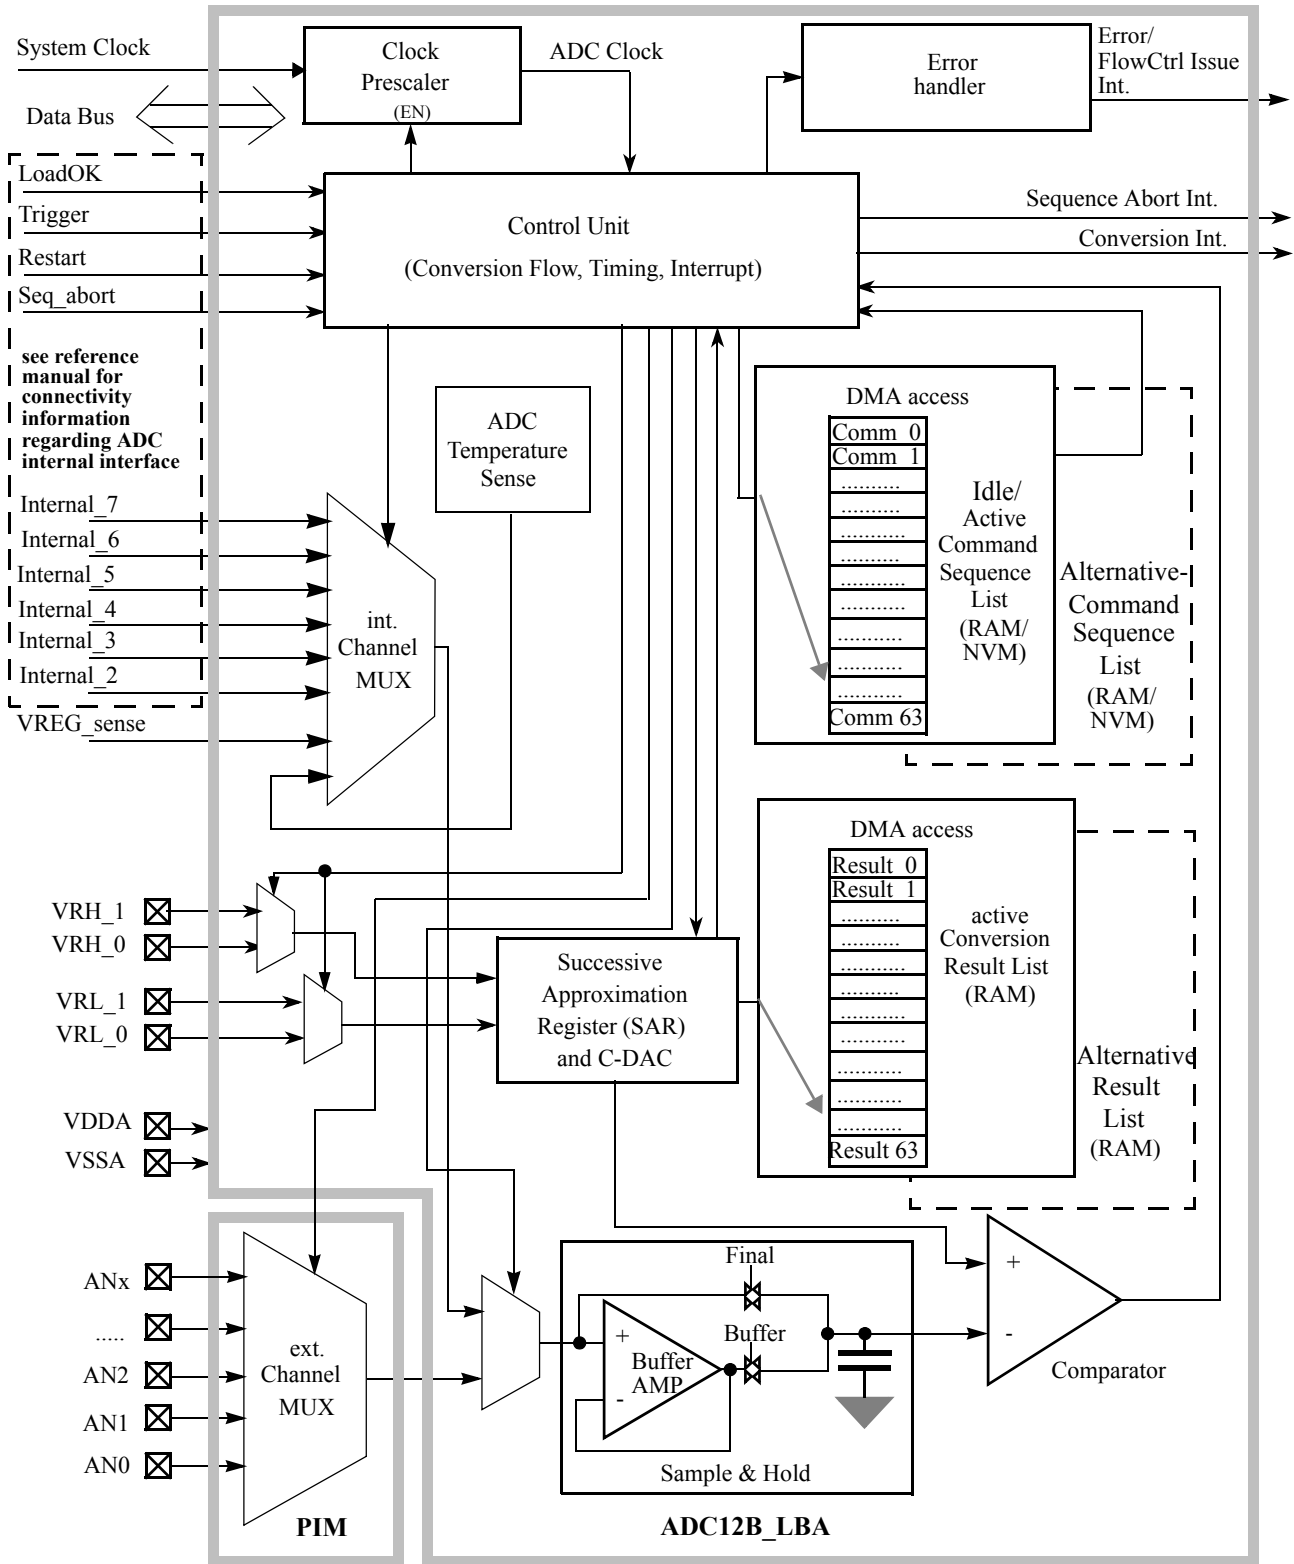 System Clock
Clock
Prescaler
(EN)
ADC Clock
Error
handler
Error/
FlowCtrl Issue
Int.
Data Bus
LoadOK
Trigger
Restart
Seq_abort
Control Unit
(Conversion Flow, Timing, Interrupt)
Sequence Abort Int.
Conversion Int.
see reference
manual for
connectivity
information
regarding ADC
internal interface
ADC
Temperature
Sense
Internal_7
Internal_6
Internal_5
Internal_4
Internal_3
Internal_2
VREG_sense
int.
Channel
MUX
DMA access
Comm 0
Comm 1
..........
...........
...........
...........
...........
...........
...........
...........
...........
Comm 63
Idle/
Active
Command
Sequence
List
(RAM/
NVM)
Alternative-
Command
Sequence
List
(RAM/
NVM)
DMA access
Result 0
Result 1
..........
...........
...........
...........
...........
...........
...........
...........
...........
...........
Result 63
active
Conversion
Result List
(RAM)
Alternative
Result
List
(RAM)
VRH_1
VRH_0
VRL_1
VRL_0
VDDA
VSSA
Successive
Approximation
Register (SAR)
and C-DAC
ANx
.....
AN2
AN1
AN0
ext.
Channel
MUX
PIM
Final
Buffer
+
Buffer
AMP
-
Sample & Hold
+
-
Comparator
ADC12B_LBA